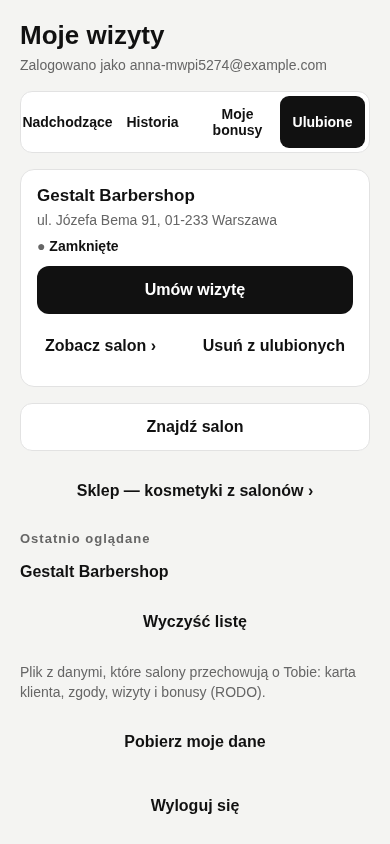 Moje wizyty
Zalogowano jako anna-mwpi5274@example.com
Nadchodzące
Historia
Moje
bonusy
Ulubione
Gestalt Barbershop
ul. Józefa Bema 91, 01-233 Warszawa
● Zamknięte
Umów wizytę
Zobacz salon ›
Usuń z ulubionych
Znajdź salon
Sklep — kosmetyki z salonów ›
Ostatnio oglądane
Gestalt Barbershop
Wyczyść listę
Plik z danymi, które salony przechowują o Tobie: karta
klienta, zgody, wizyty i bonusy (RODO).
Pobierz moje dane
Wyloguj się